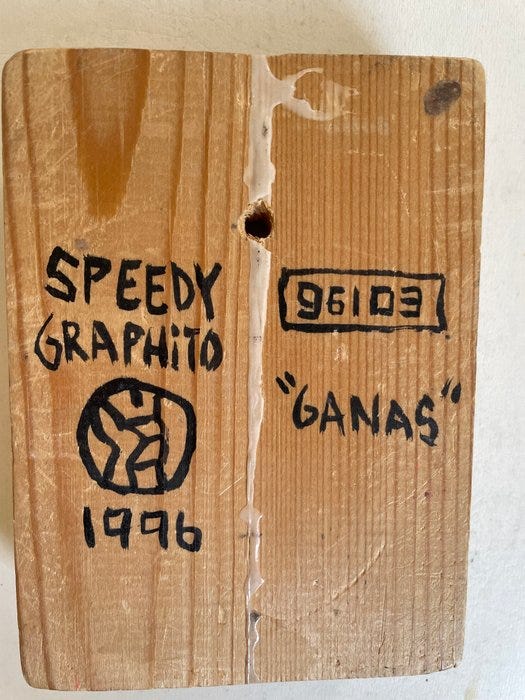 SPEEDY
GRAPHiTO
1996
96103
"GANAS"